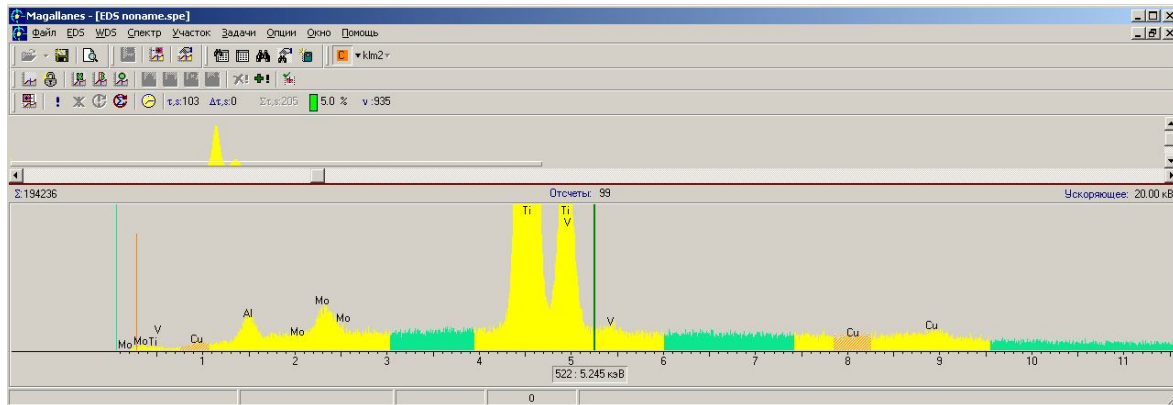 Magallanes - [EDS noname.spe]
Файл EDS WDS Спектр Участок Задачи Опции Окно Помощь
C klm2
τ,s:103 Δτ,s:0 Στ,s:205 5.0 % ν :935
Σ:194236 Отсчеты: 99 Ускоряющее: 20.00 кВ
Ti Ti
V
Mo
Al Mo Mo V
V Cu Cu Cu
Mo Mo Ti
1 2 3 4 5 6 7 8 9 10 11
522 : 5.245 кэВ
0